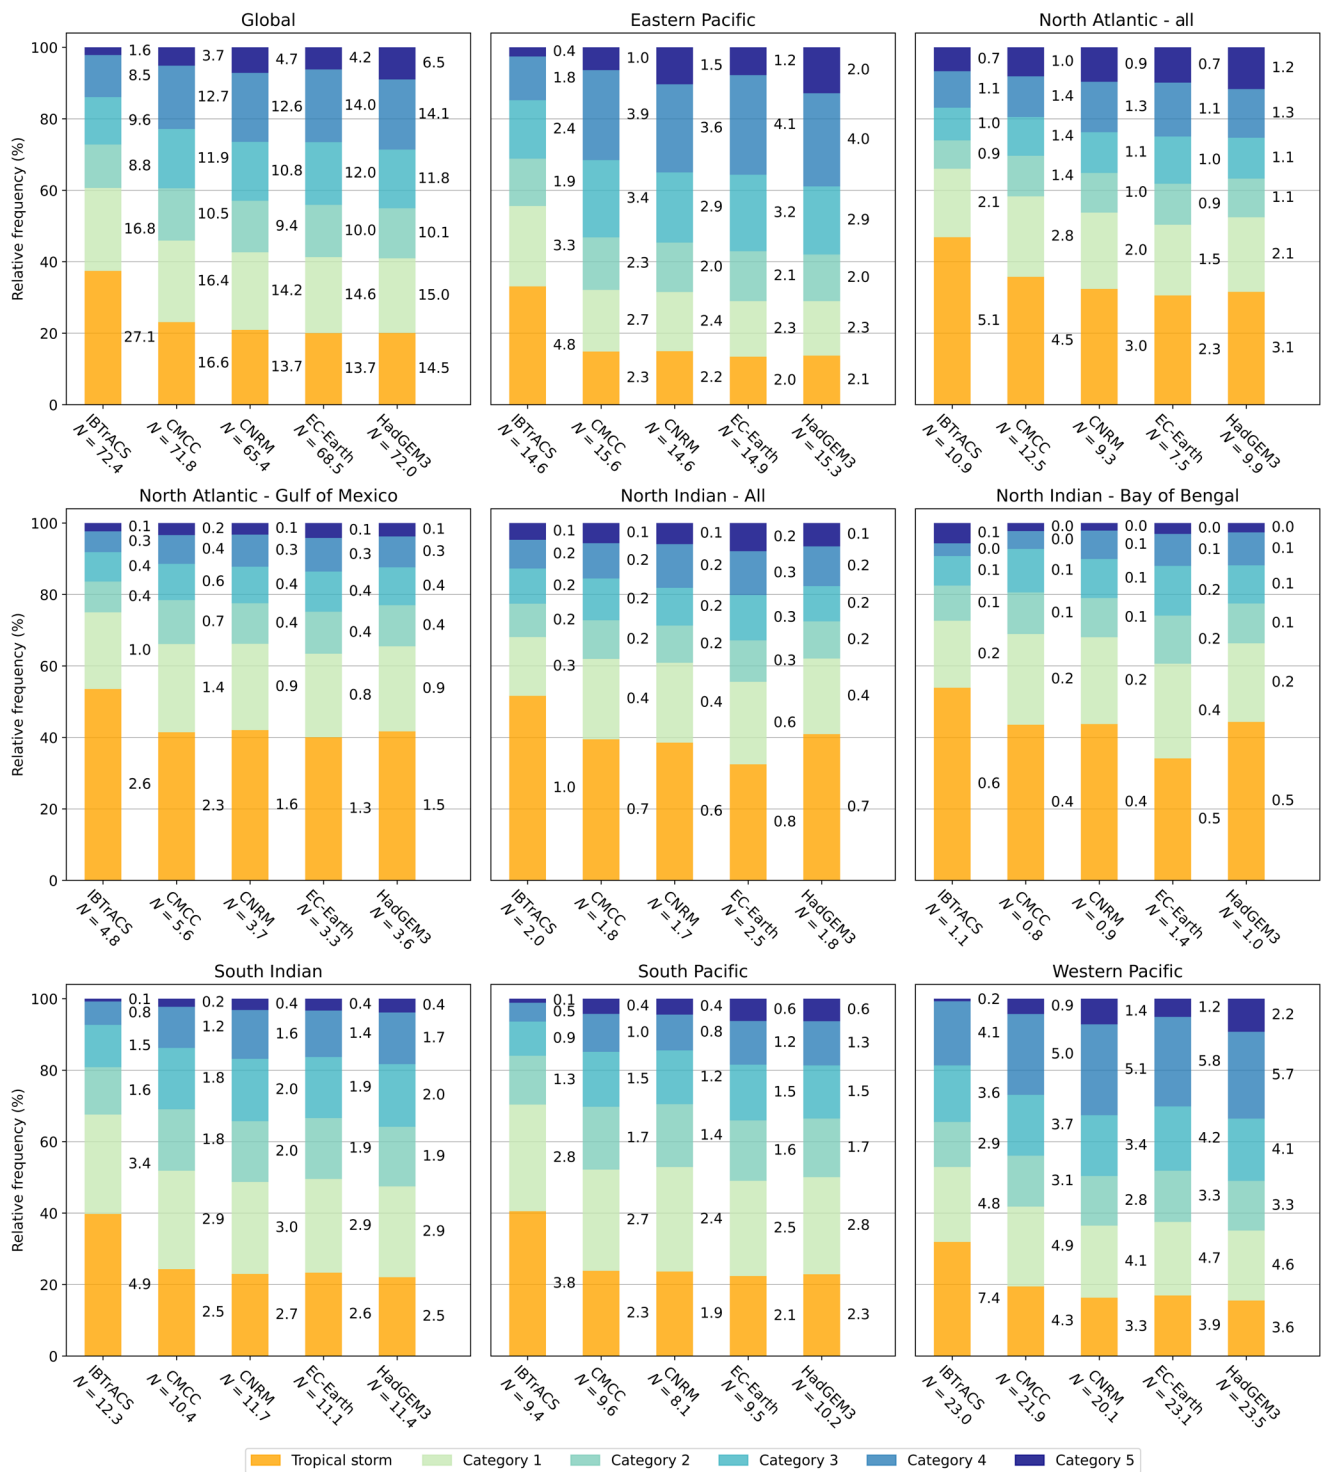 Global
Relative frequency (%)
100
80
60
40
20
0
1.6
8.5
9.6
8.8
16.8
27.1
3.7
12.7
11.9
10.5
16.4
16.6
4.7
12.6
10.8
9.4
14.2
13.7
4.2
14.0
12.0
10.0
14.6
13.7
6.5
14.1
11.8
10.1
15.0
14.5
IBTrACS
N = 72.4
CMCC
N = 71.8
CNRM
N = 65.4
EC-Earth
N = 68.5
HadGEM3
N = 72.0
Eastern Pacific
0.4
1.8
2.4
1.9
3.3
4.8
1.0
3.9
3.4
2.3
2.7
2.3
1.5
3.6
2.9
2.0
2.4
2.2
1.2
4.1
3.2
2.1
2.3
2.0
2.0
4.0
2.9
2.0
2.3
2.1
IBTrACS
N = 14.6
CMCC
N = 15.6
CNRM
N = 14.6
EC-Earth
N = 14.9
HadGEM3
N = 15.3
North Atlantic - all
0.7
1.1
1.0
0.9
2.1
5.1
1.0
1.4
1.4
1.4
2.8
4.5
0.9
1.3
1.1
1.0
2.0
3.0
0.7
1.1
1.0
0.9
1.5
2.3
1.2
1.3
1.1
1.1
2.1
3.1
IBTrACS
N = 10.9
CMCC
N = 12.5
CNRM
N = 9.3
EC-Earth
N = 7.5
HadGEM3
N = 9.9
North Atlantic - Gulf of Mexico
Relative frequency (%)
100
80
60
40
20
0
0.1
0.3
0.4
0.4
1.0
2.6
0.2
0.4
0.6
0.7
1.4
2.3
0.1
0.3
0.4
0.4
0.9
1.6
0.1
0.3
0.4
0.4
0.8
1.3
0.1
0.3
0.4
0.4
0.9
1.5
IBTrACS
N = 4.8
CMCC
N = 5.6
CNRM
N = 3.7
EC-Earth
N = 3.3
HadGEM3
N = 3.6
North Indian - All
0.1
0.2
0.2
0.2
0.3
1.0
0.1
0.2
0.2
0.2
0.4
0.7
0.1
0.2
0.2
0.2
0.4
0.6
0.2
0.3
0.3
0.3
0.6
0.8
0.1
0.2
0.2
0.2
0.4
0.7
IBTrACS
N = 2.0
CMCC
N = 1.8
CNRM
N = 1.7
EC-Earth
N = 2.5
HadGEM3
N = 1.8
North Indian - Bay of Bengal
0.1
0.0
0.1
0.1
0.2
0.6
0.0
0.0
0.1
0.1
0.2
0.4
0.0
0.1
0.1
0.1
0.2
0.4
0.0
0.1
0.2
0.2
0.4
0.5
0.0
0.1
0.1
0.1
0.2
0.5
IBTrACS
N = 1.1
CMCC
N = 0.8
CNRM
N = 0.9
EC-Earth
N = 1.4
HadGEM3
N = 1.0
South Indian
Relative frequency (%)
100
80
60
40
20
0
0.1
0.8
1.5
1.6
3.4
4.9
0.2
1.2
1.8
1.8
2.9
2.5
0.4
1.6
2.0
2.0
3.0
2.7
0.4
1.4
1.9
1.9
2.9
2.6
0.4
1.7
2.0
1.9
2.9
2.5
IBTrACS
N = 12.3
CMCC
N = 10.4
CNRM
N = 11.7
EC-Earth
N = 11.1
HadGEM3
N = 11.4
South Pacific
0.1
0.5
0.9
1.3
2.8
3.8
0.4
1.0
1.5
1.7
2.7
2.3
0.4
0.8
1.2
1.4
2.4
1.9
0.6
1.2
1.5
1.6
2.5
2.1
0.6
1.3
1.5
1.7
2.8
2.3
IBTrACS
N = 9.4
CMCC
N = 9.6
CNRM
N = 8.1
EC-Earth
N = 9.5
HadGEM3
N = 10.2
Western Pacific
0.2
4.1
3.6
2.9
4.8
7.4
0.9
5.0
3.7
3.1
4.9
4.3
1.4
5.1
3.4
2.8
4.1
3.3
1.2
5.8
4.2
3.3
4.7
3.9
2.2
5.7
4.1
3.3
4.6
3.6
IBTrACS
N = 23.0
CMCC
N = 21.9
CNRM
N = 20.1
EC-Earth
N = 23.1
HadGEM3
N = 23.5
Tropical storm
Category 1
Category 2
Category 3
Category 4
Category 5